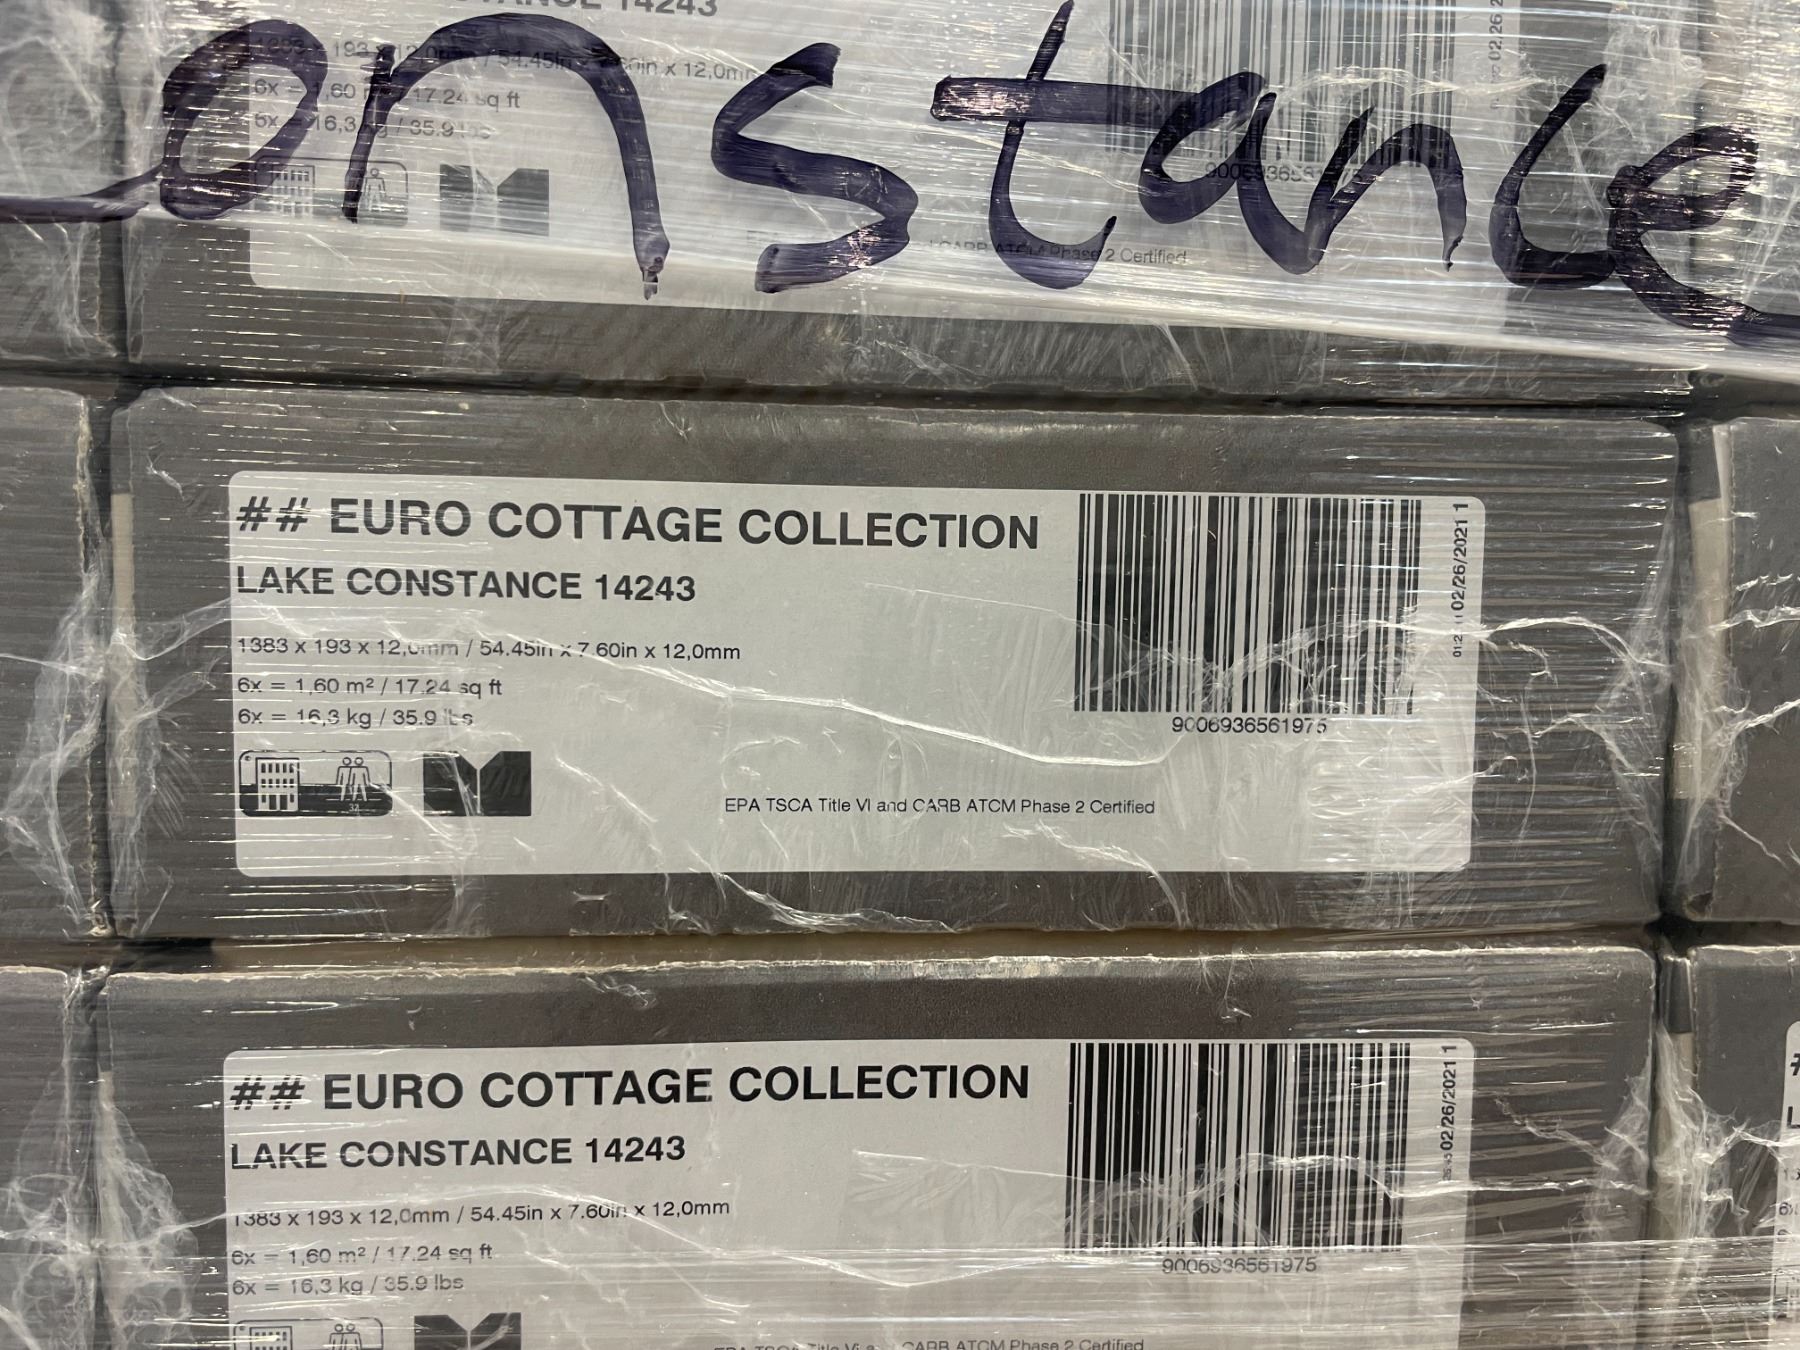 onstance
14243
17.24 sq ft
2 Certified
## EURO COTTAGE COLLECTION
LAKE CONSTANCE 14243
1383 x 193 x 12,0mm / 54.45in x 7.60in x 12,0mm
6x = 1,60 m² / 17.24 sq ft
6x = 16,3 kg / 35.9 lbs
32
EPA TSCA Title VI and CARB ATCM Phase 2 Certified
9006936561975
02/26/2021 1
## EURO COTTAGE COLLECTION
LAKE CONSTANCE 14243
1383 x 193 x 12,0mm / 54.45in x 7.60in x 12,0mm
6x = 1,60 m² / 17.24 sq ft
6x = 16,3 kg / 35.9 lbs
CARB ATCM Phase 2 Certified
9006936561975
02/26/2021 1